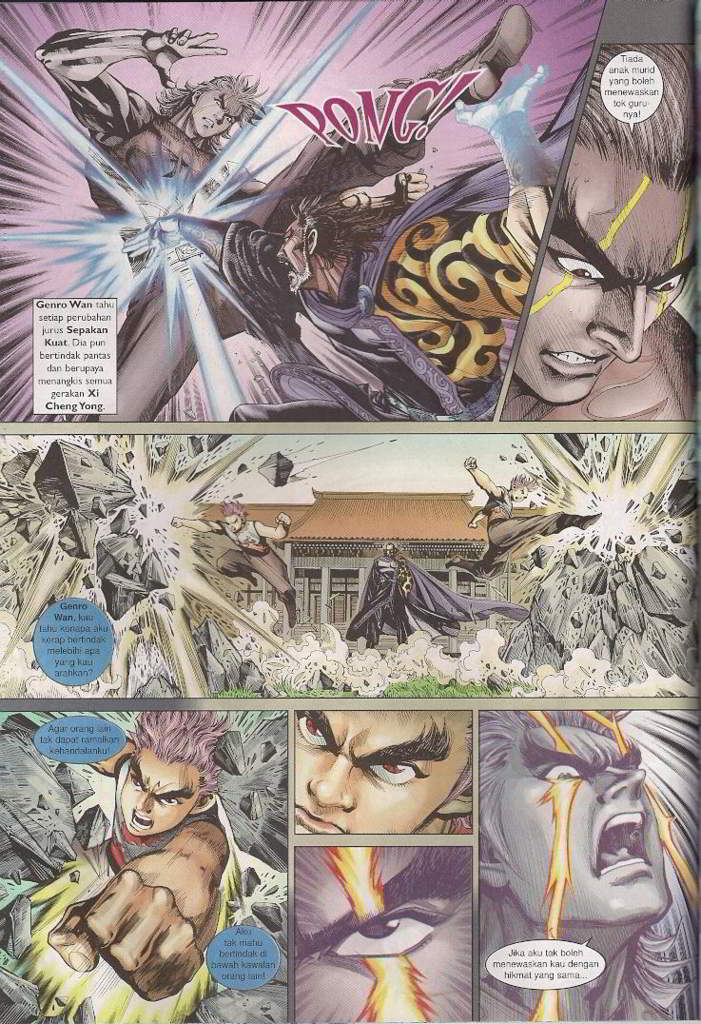 PONG!
Tiada
anak murid
yang boleh
menewaskan
tok guru-
nya!
Genro Wan tahu
setiap perubahan
jurus Sepakan
Kuat. Dia pun
bertindak pantas
dan berupaya
menangkis semua
gerakan Xi
Cheng Yong.
Genro
Wan, kau
tahu kenapa aku
kerap bertindak
melebihi apa
yang kau
arahkan?
Agar orang lain
tak dapat ramalkan
kehandalanku!
Aku
tak mahu
bertindak di
bawah kawalan
orang lain!
Jika aku tak boleh
menewaskan kau dengan
hikmat yang sama...